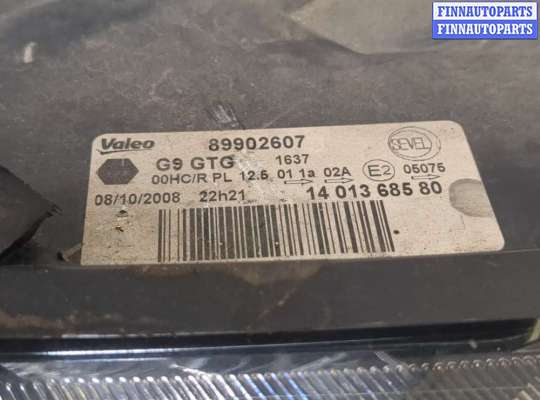 FINNAUTOPARTS
FINNAUTOPARTS
Valeo 89902607 SEVEL
G9 GTG 1637
00HC/R PL 12.5 01 1a 02A E2 05075
08/10/2008 22h21 14 013 685 80